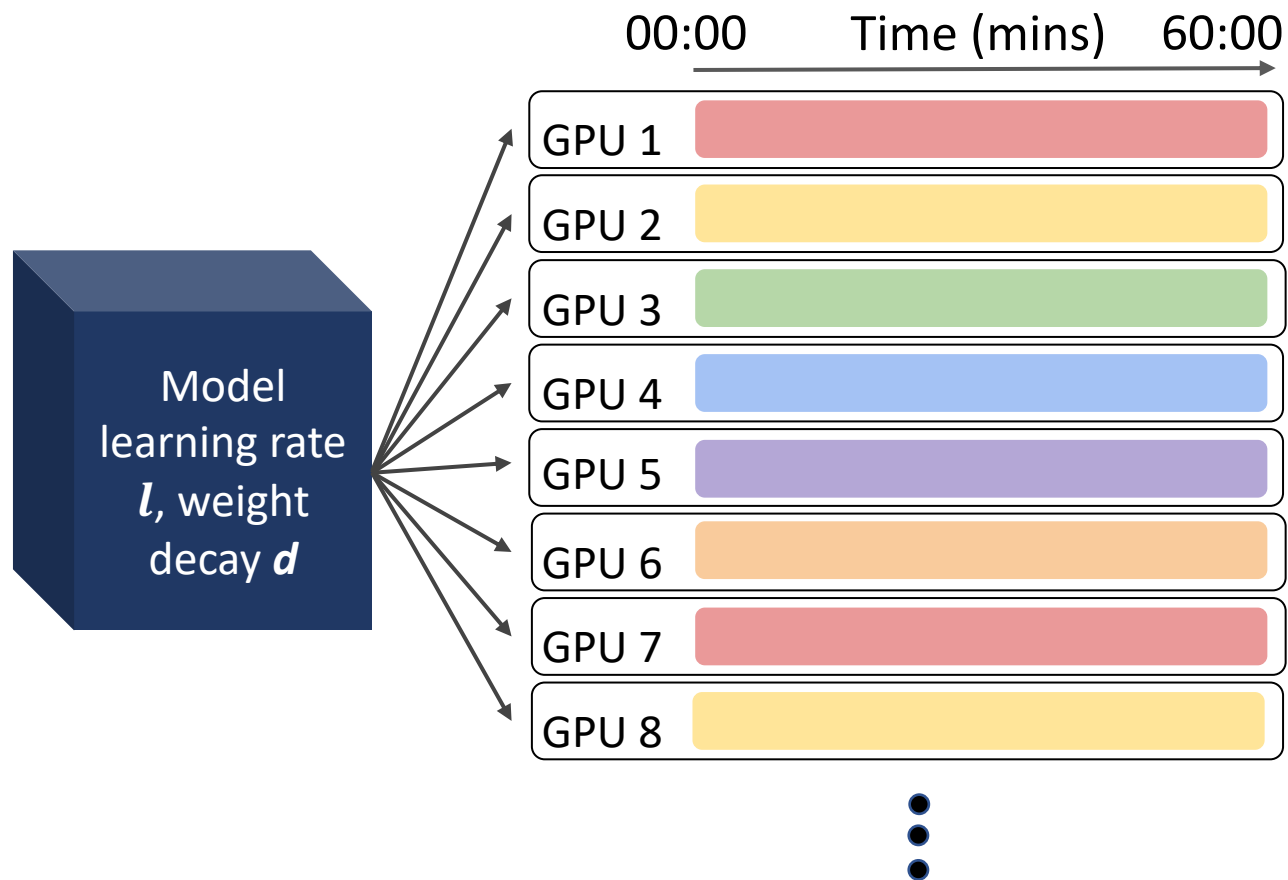 00:00 Time (mins) 60:00
GPU 1
GPU 2
GPU 3
GPU 4
GPU 5
GPU 6
GPU 7
GPU 8
Model
learning rate
l, weight
decay d